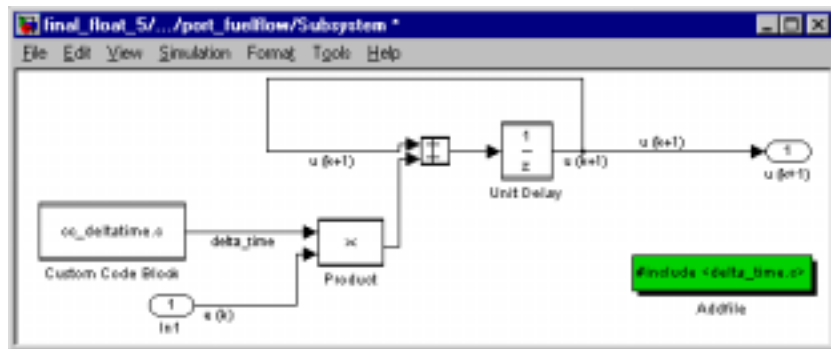 final_float_5/.../port_fuelflow/Subsystem *
File Edit View Simulation Format Tools Help
u (k+1)
+
+
1
z
Unit Delay
u (k+1)
u (k+1)
1
u (k+1)
cc_deltatime.c
Custom Code Block
delta_time
×
Product
1
In1
e (k)
#include <delta_time.c>
Addfile